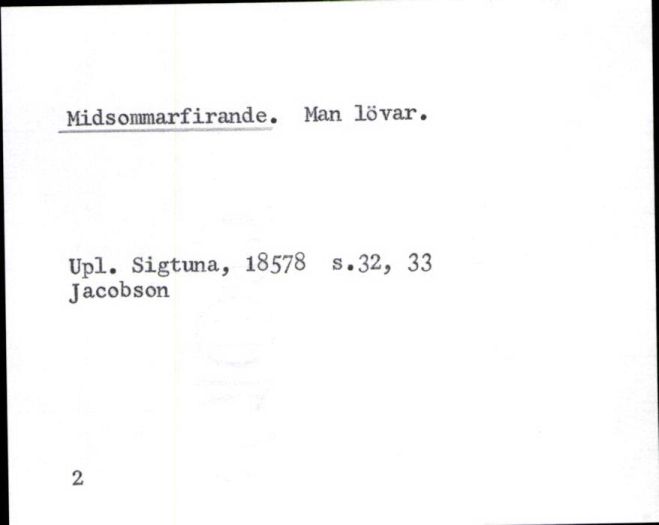 Midsommarfirande. Man lövar.
Upl. Sigtuna, 18578 s.32, 33
Jacobson
2